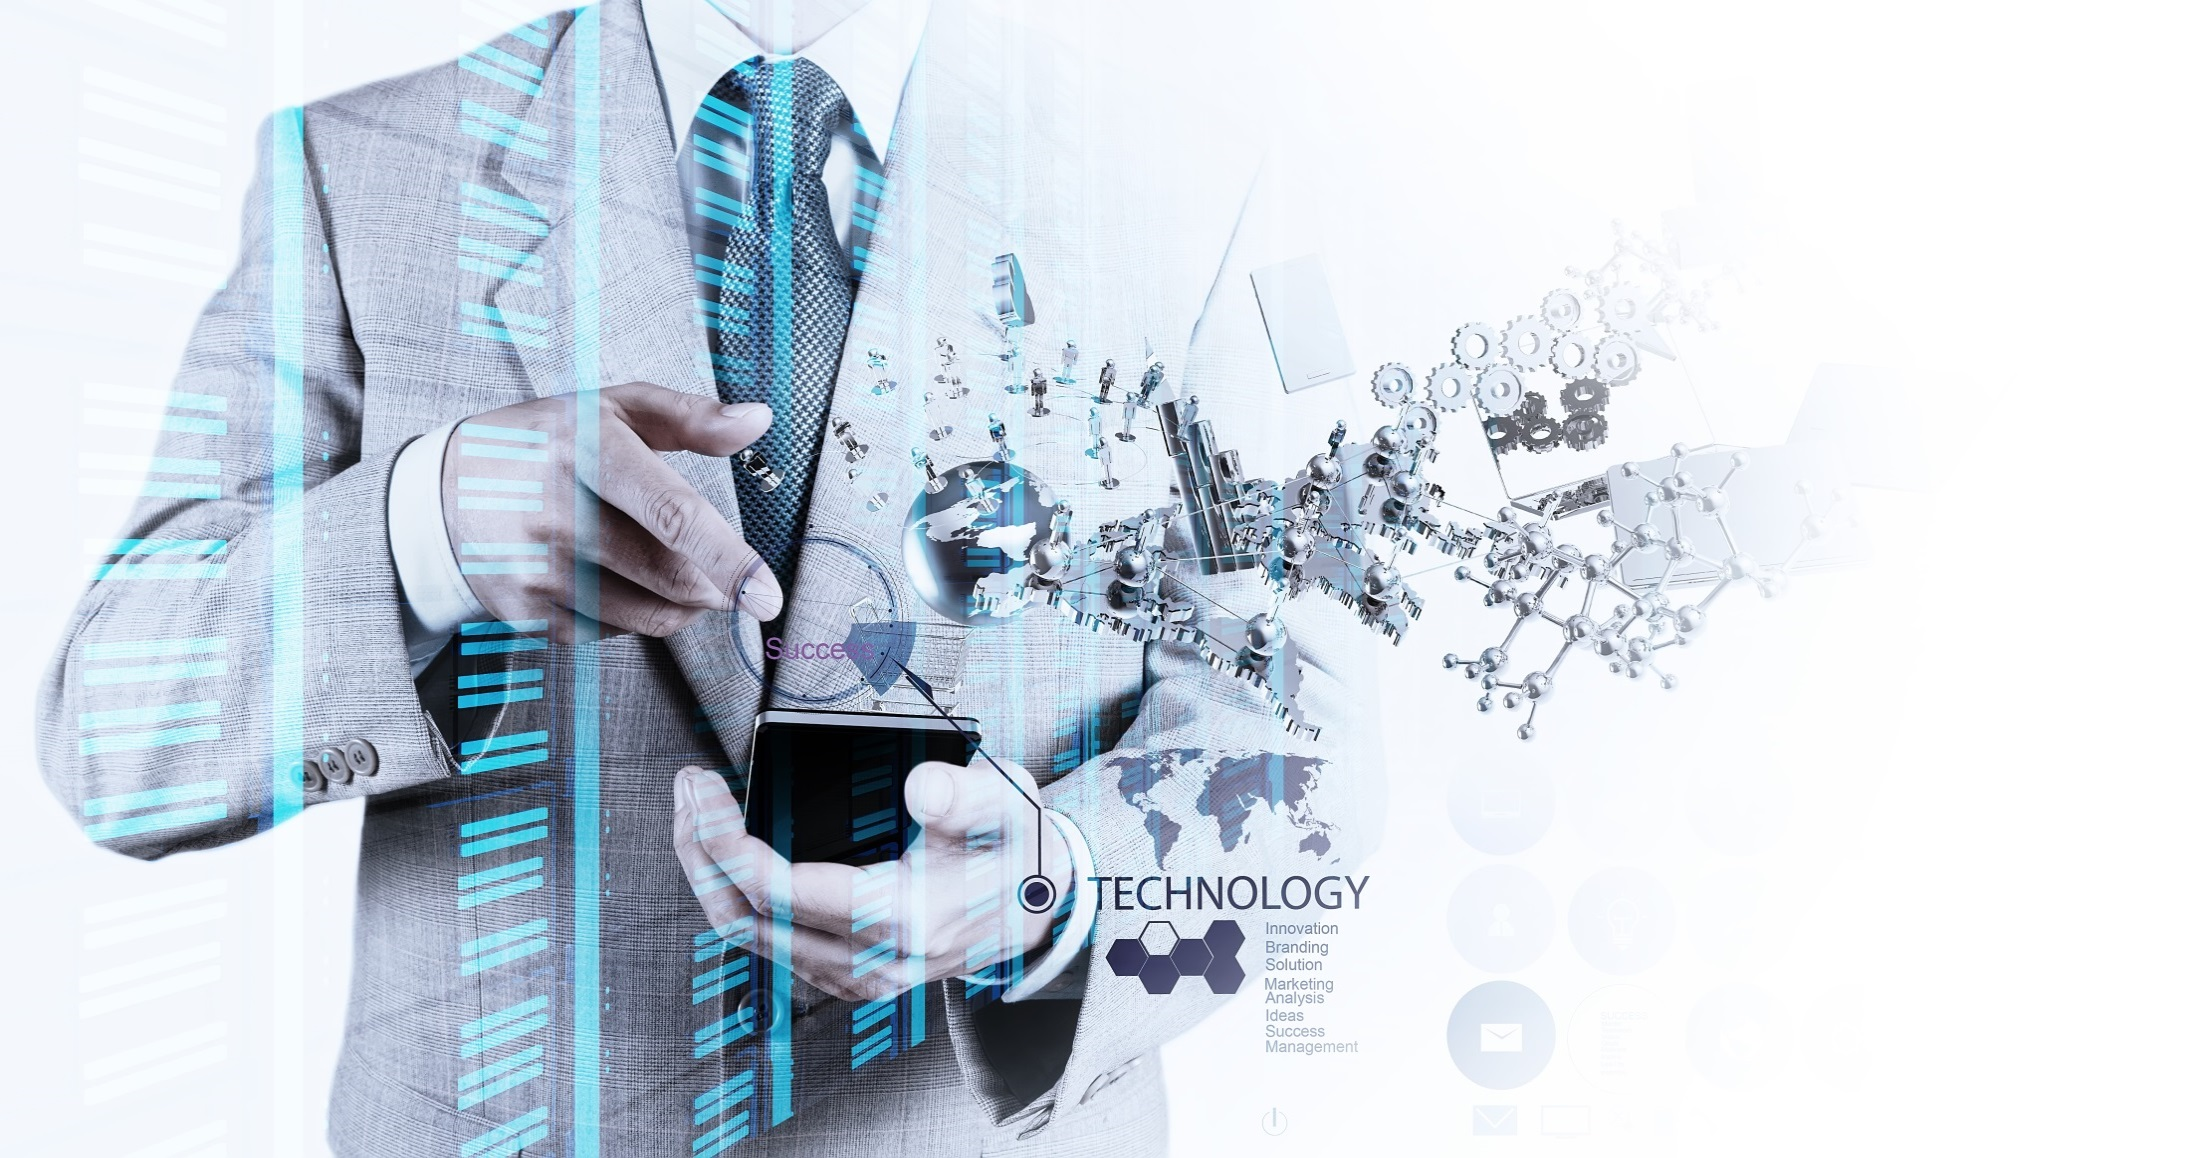 Success
TECHNOLOGY
Innovation
Branding
Solution
Marketing
Analysis
Ideas
Success
Management